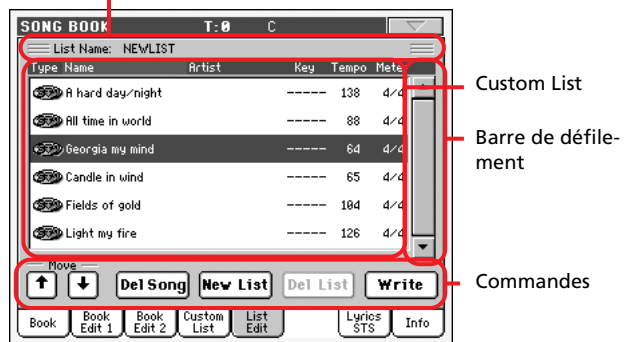 SONG BOOK T:0 C
List Name: NEWLIST
Type Name Artist Key Tempo Mete
A hard day/night ----- 138 4/4
All time in world ----- 88 4/4
Georgia my mind ----- 64 4/4
Candle in wind ----- 65 4/4
Fields of gold ----- 104 4/4
Light my fire ----- 126 4/4
Move
Del Song New List Del List Write
Book Book Edit 1 Book Edit 2 Custom List List Edit Lyrics STS Info
Custom List
Barre de défile-
ment
Commandes